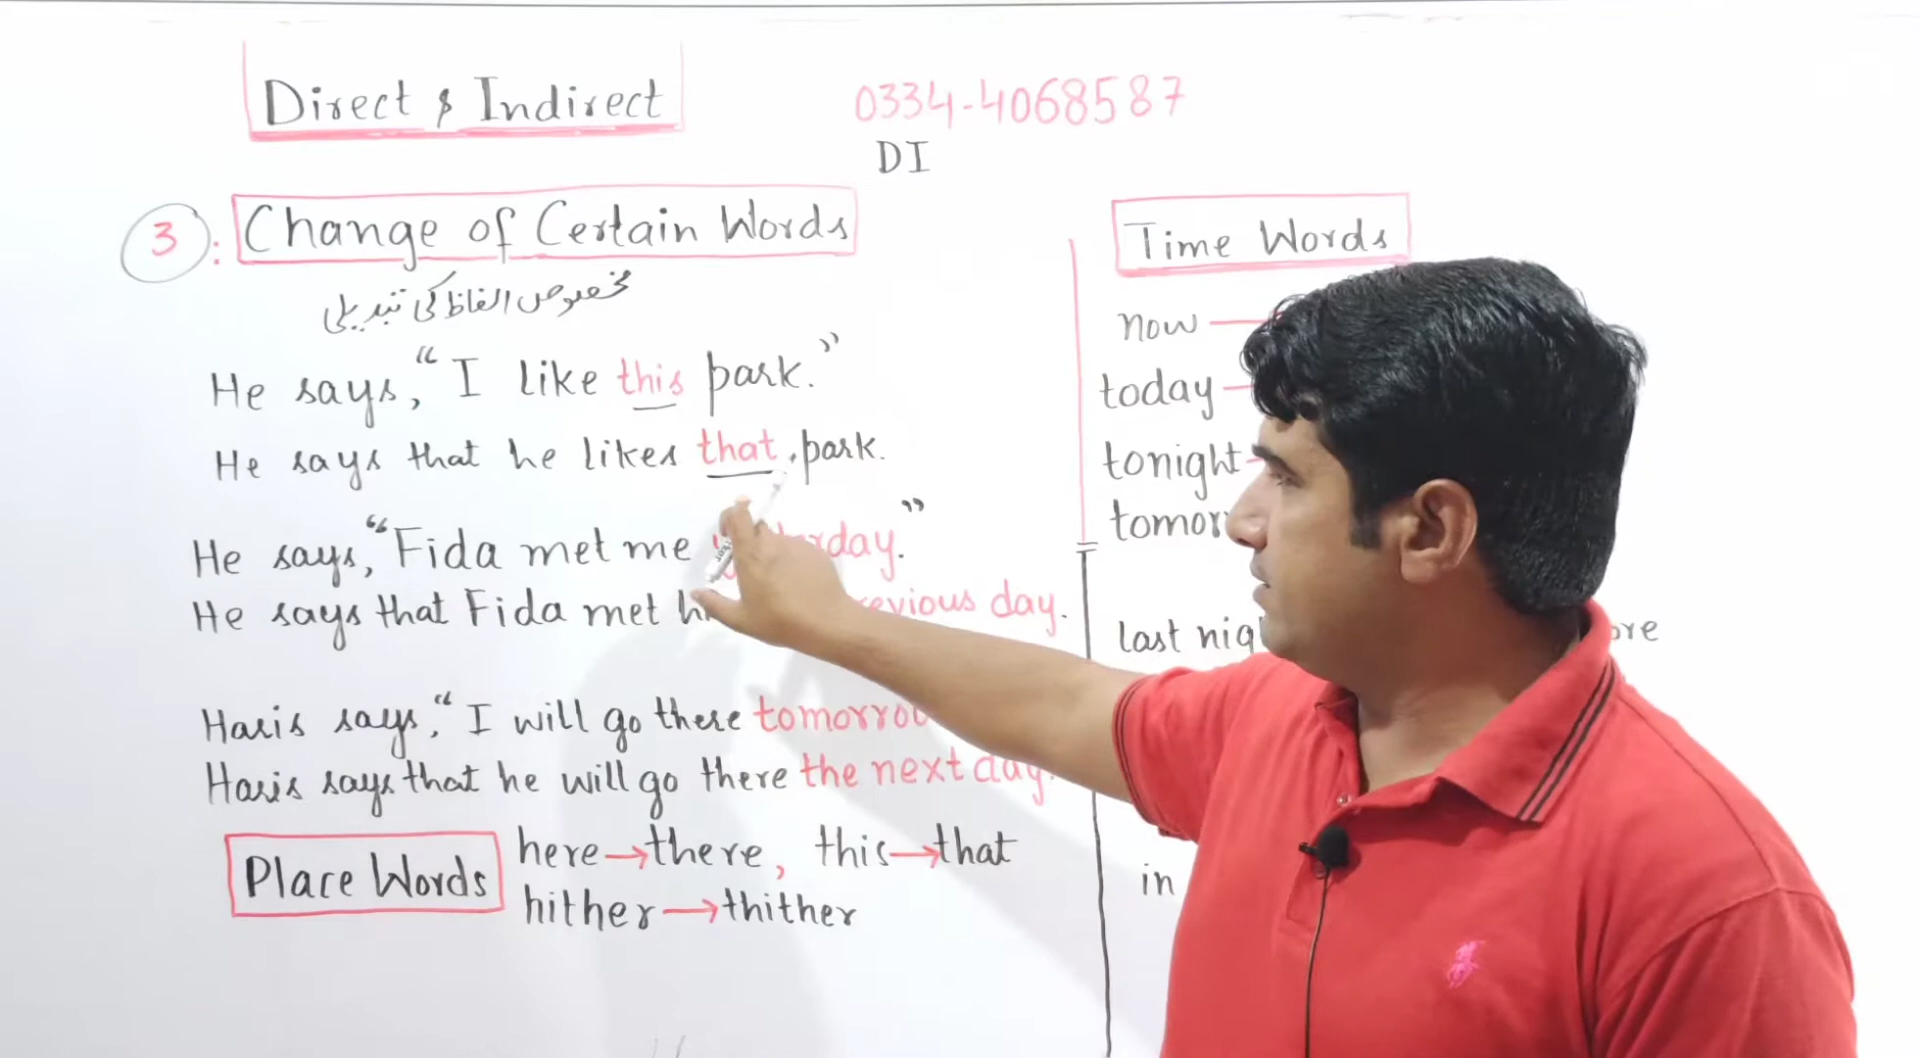 Direct & Indirect
0334-4068587
DI
3: Change of Certain Words
مخصوص الفاظ کی تبدیلی
He says, “I like this park.”
He says that he likes that park.
He says, “Fida met me day.”
He says that Fida met day.
Haris says, “I will go there
Haris says that he will go there the next day.
Place Words
here→there, this→that
hither→thither
Time Words
now
today
tonight
last
in